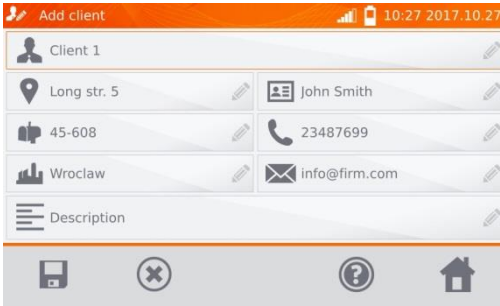 Add client 10:27 2017.10.27
Client 1
Long str. 5 John Smith
45-608 23487699
Wroclaw info@firm.com
Description